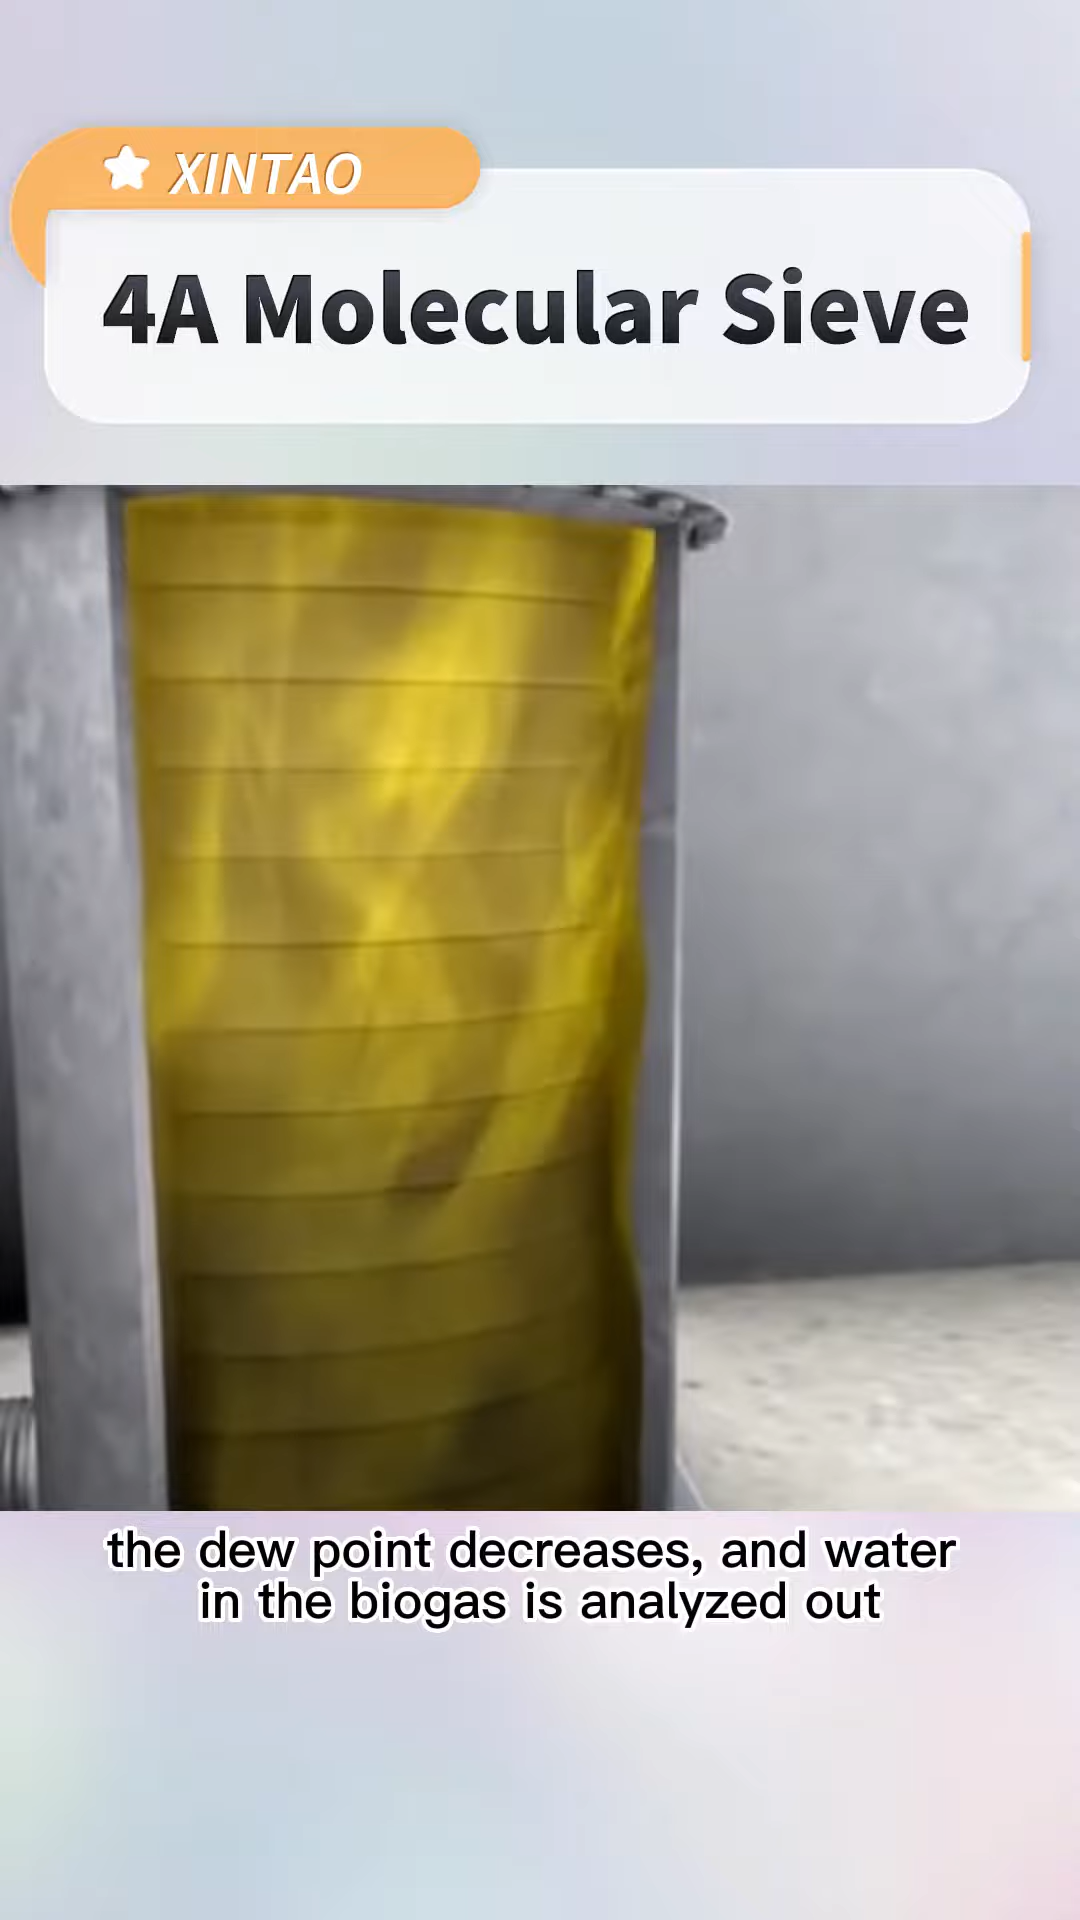 XINTAO
4A Molecular Sieve
the dew point decreases, and water
in the biogas is analyzed out